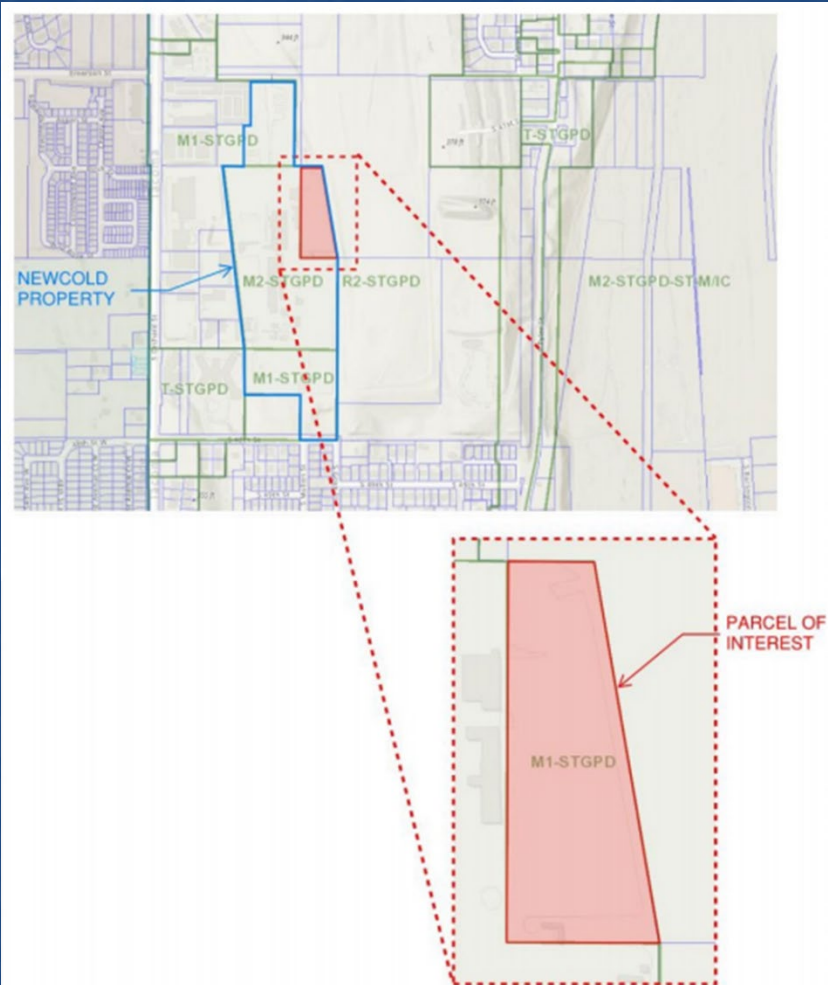 M1-STGPD
T-STGPD
NEWCOLD
PROPERTY
M2-STGPD
R2-STGPD
M2-STGPD-ST-M/IC
M1-STGPD
T-STGPD
PARCEL OF
INTEREST
M1-STGPD